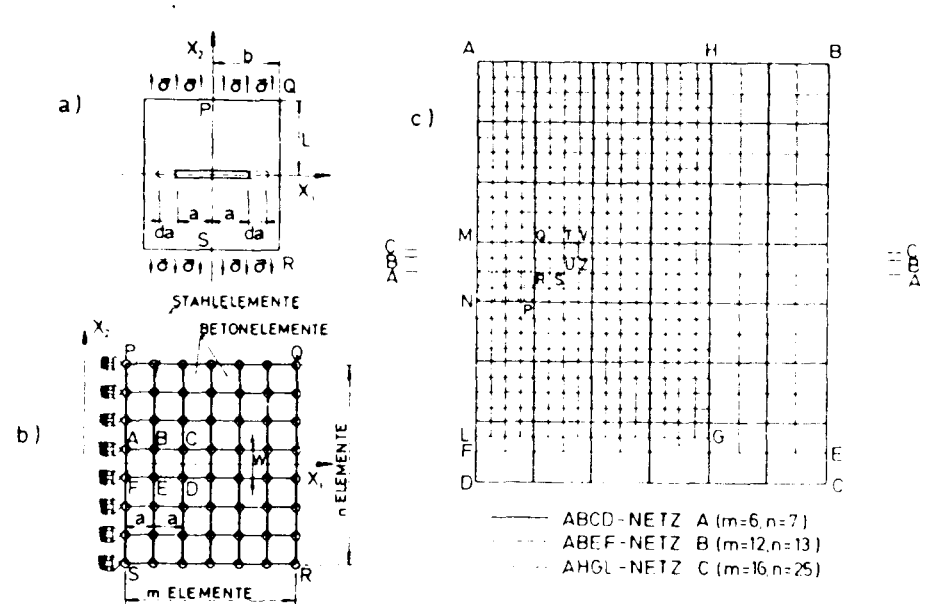 a)
X₂
b
σ σ σ σ
Q
P
L
X₁
a a
da da
S
σ σ σ σ
R
STAHLELEMENTE
BETONELEMENTE
b)
X₂
P Q
A B C
W
X₁
F E D
a a
n ELEMENTE
S R
m ELEMENTE
c)
A H B
M Q T V
C C
B U Z B
A R S A
N P
L G
F E
D C
ABCD-NETZ A (m=6, n=7)
ABEF-NETZ B (m=12, n=13)
AHGL-NETZ C (m=16, n=25)